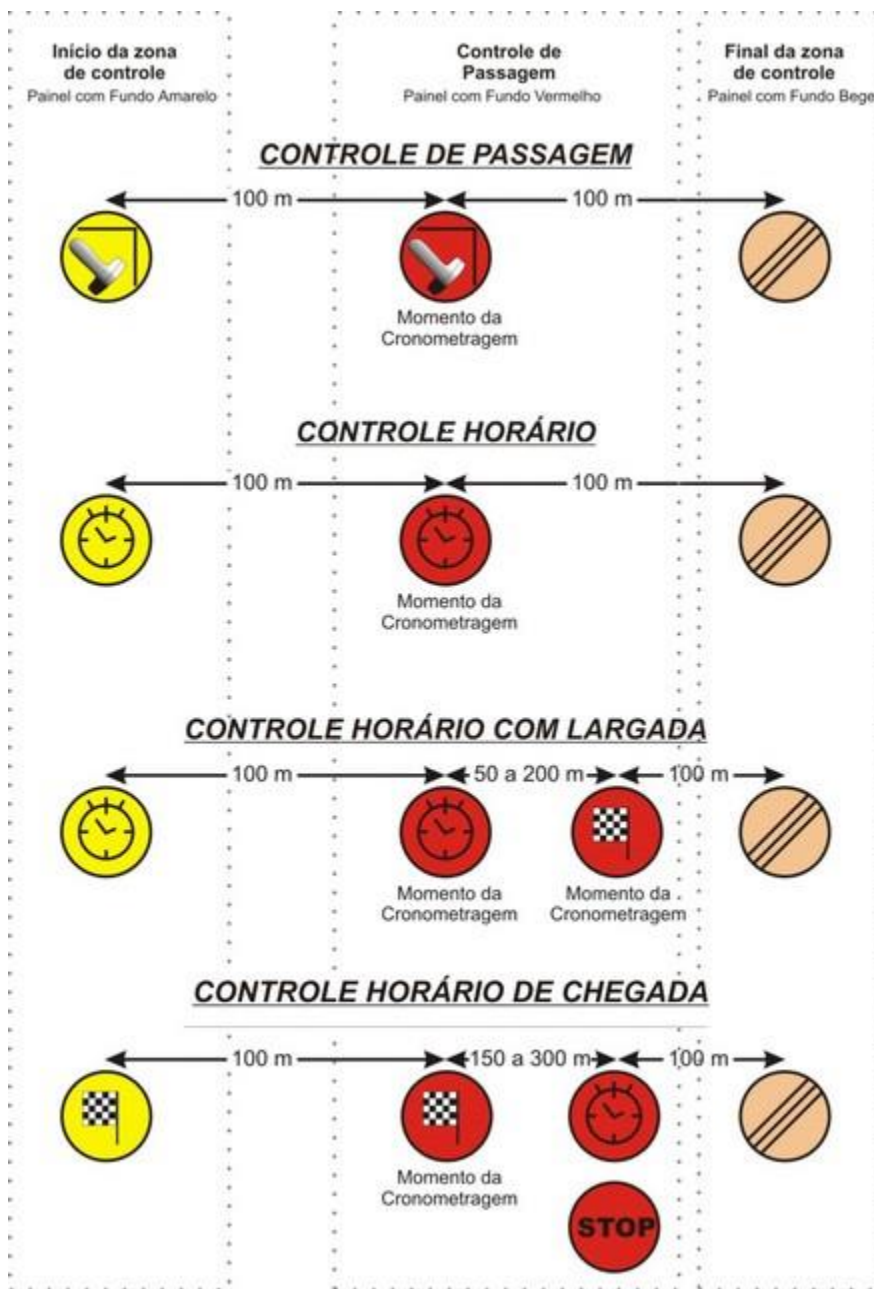 Início da zona
de controle
Painel com Fundo Amarelo
Controle de
Passagem
Painel com Fundo Vermelho
Final da zona
de controle
Painel com Fundo Bege
CONTROLE DE PASSAGEM
100 m
100 m
Momento da
Cronometragem
CONTROLE HORÁRIO
100 m
100 m
Momento da
Cronometragem
CONTROLE HORÁRIO COM LARGADA
100 m
50 a 200 m
100 m
Momento da
Cronometragem
Momento da
Cronometragem
CONTROLE HORÁRIO DE CHEGADA
100 m
150 a 300 m
100 m
Momento da
Cronometragem
STOP